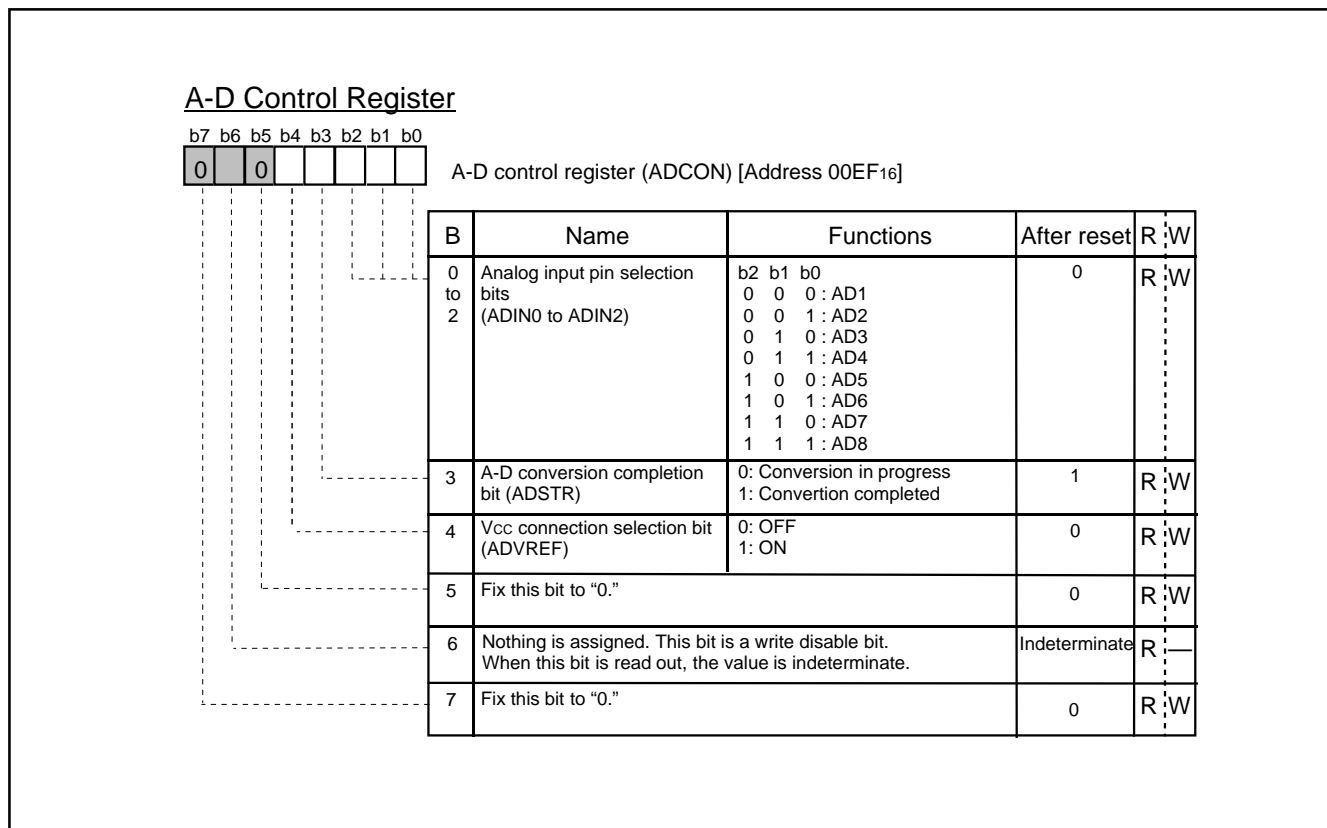 A-D Control Register
b7 b6 b5 b4 b3 b2 b1 b0
0 0
A-D control register (ADCON) [Address 00EF16]
B Name Functions After reset R W
0 to 2 Analog input pin selection bits (ADIN0 to ADIN2) b2 b1 b0 0 R W
0 0 0 : AD1
0 0 1 : AD2
0 1 0 : AD3
0 1 1 : AD4
1 0 0 : AD5
1 0 1 : AD6
1 1 0 : AD7
1 1 1 : AD8
3 A-D conversion completion 0: Conversion in progress 1 R W
bit (ADSTR) 1: Convertion completed
4 VCC connection selection bit 0: OFF 0 R W
(ADVREF) 1: ON
5 Fix this bit to “0.” 0 R W
6 Nothing is assigned. This bit is a write disable bit. Indeterminate R —
When this bit is read out, the value is indeterminate.
7 Fix this bit to “0.” 0 R W